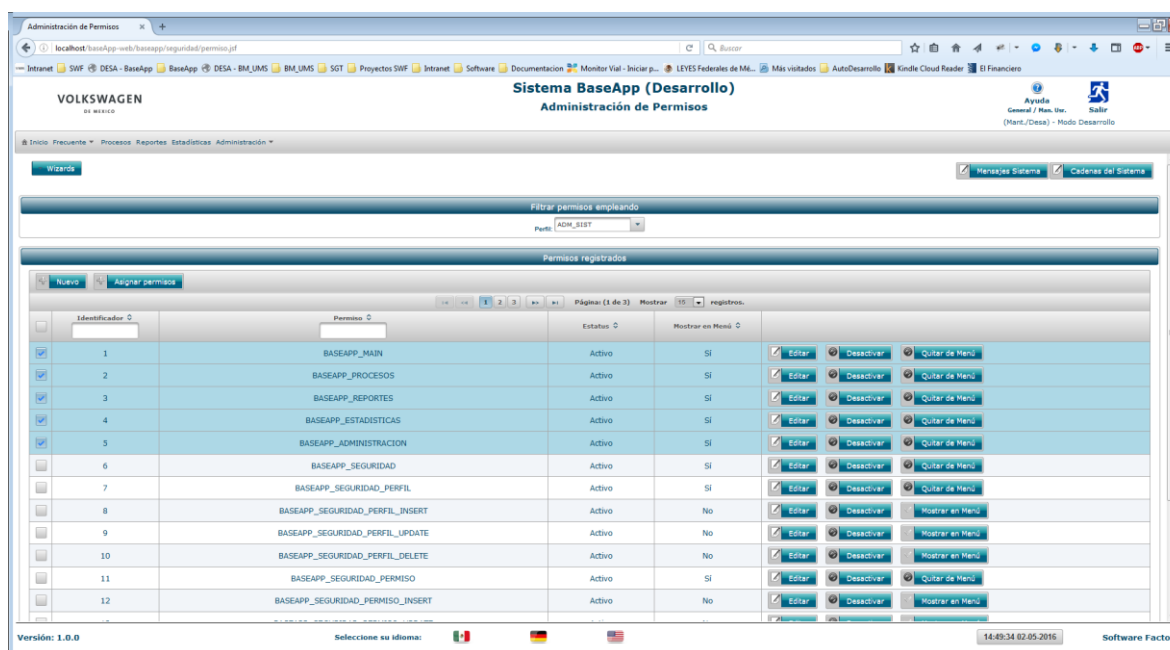 Administración de Permisos
localhost/baseApp-web/baseapp/seguridad/permiso.jsf
Buscar
Intranet SWF DESA - BaseApp BaseApp DESA - BM_UMS BM_UMS SGT Proyectos SWF Intranet Software Documentacion Monitor Vial - Iniciar p... LEYES Federales de Mé... Más visitados AutoDesarrollo Kindle Cloud Reader El Financiero
VOLKSWAGEN
DE MEXICO
Sistema BaseApp (Desarrollo)
Administración de Permisos
Ayuda
General / Man. Usr.
Salir
(Mant./Desa) - Modo Desarrollo
Inicio Frecuente Procesos Reportes Estadísticas Administración
Wizards
Mensajes Sistema Cadenas del Sistema
Filtrar permisos empleando
Perfil: ADM_SIST
Permisos registrados
Nuevo Asignar permisos
1 2 3 Página: (1 de 3) Mostrar 15 registros.
Identificador Permiso Estatus Mostrar en Menú
1 BASEAPP_MAIN Activo Sí Editar Desactivar Quitar de Menú
2 BASEAPP_PROCESOS Activo Sí Editar Desactivar Quitar de Menú
3 BASEAPP_REPORTES Activo Sí Editar Desactivar Quitar de Menú
4 BASEAPP_ESTADISTICAS Activo Sí Editar Desactivar Quitar de Menú
5 BASEAPP_ADMINISTRACION Activo Sí Editar Desactivar Quitar de Menú
6 BASEAPP_SEGURIDAD Activo Sí Editar Desactivar Quitar de Menú
7 BASEAPP_SEGURIDAD_PERFIL Activo Sí Editar Desactivar Quitar de Menú
8 BASEAPP_SEGURIDAD_PERFIL_INSERT Activo No Editar Desactivar Mostrar en Menú
9 BASEAPP_SEGURIDAD_PERFIL_UPDATE Activo No Editar Desactivar Mostrar en Menú
10 BASEAPP_SEGURIDAD_PERFIL_DELETE Activo No Editar Desactivar Mostrar en Menú
11 BASEAPP_SEGURIDAD_PERMISO Activo Sí Editar Desactivar Quitar de Menú
12 BASEAPP_SEGURIDAD_PERMISO_INSERT Activo No Editar Desactivar Mostrar en Menú
Versión: 1.0.0 Seleccione su idioma: 14:49:34 02-05-2016 Software Facto